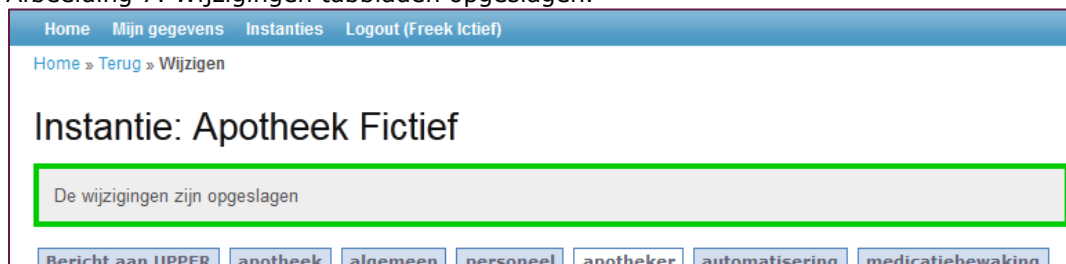 Afbeelding 7: Wijzigingen tabbladen opgeslagen.
Home Mijn gegevens Instanties Logout (Freek Ictief)
Home » Terug » Wijzigen
Instantie: Apotheek Fictief
De wijzigingen zijn opgeslagen
Bericht aan UPPER apotheek algemeen personeel apotheker automatisering medicatiebewaking